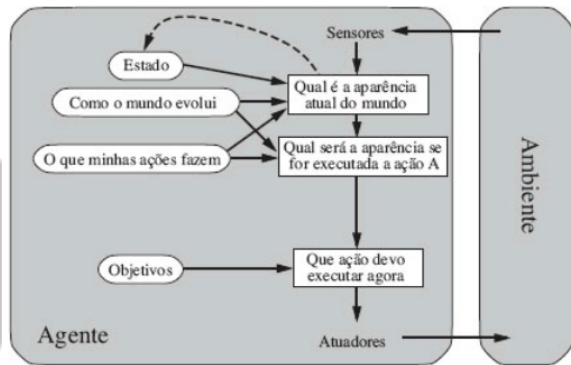 Sensores
Estado
Qual é a aparência
atual do mundo
Como o mundo evolui
Qual será a aparência se
for executada a ação A
O que minhas ações fazem
Ambiente
Objetivos
Que ação devo
executar agora
Agente
Atuadores